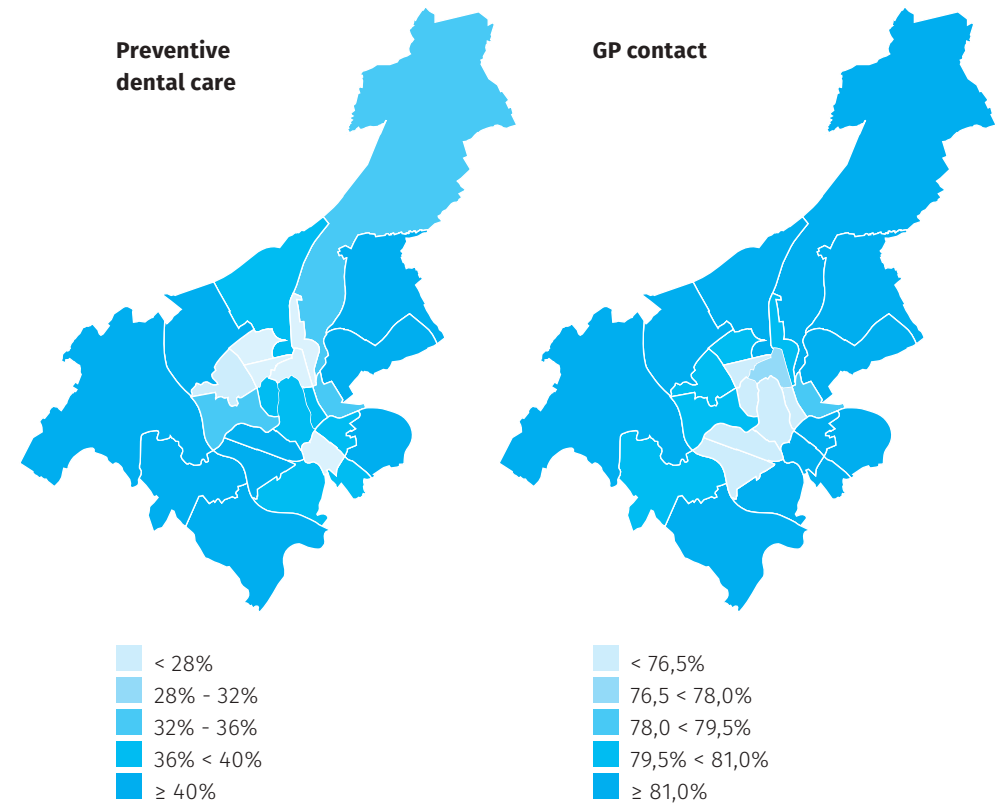 Preventive
dental care
GP contact
< 28%
28% - 32%
32% - 36%
36% < 40%
≥ 40%
< 76,5%
76,5 < 78,0%
78,0 < 79,5%
79,5% < 81,0%
≥ 81,0%